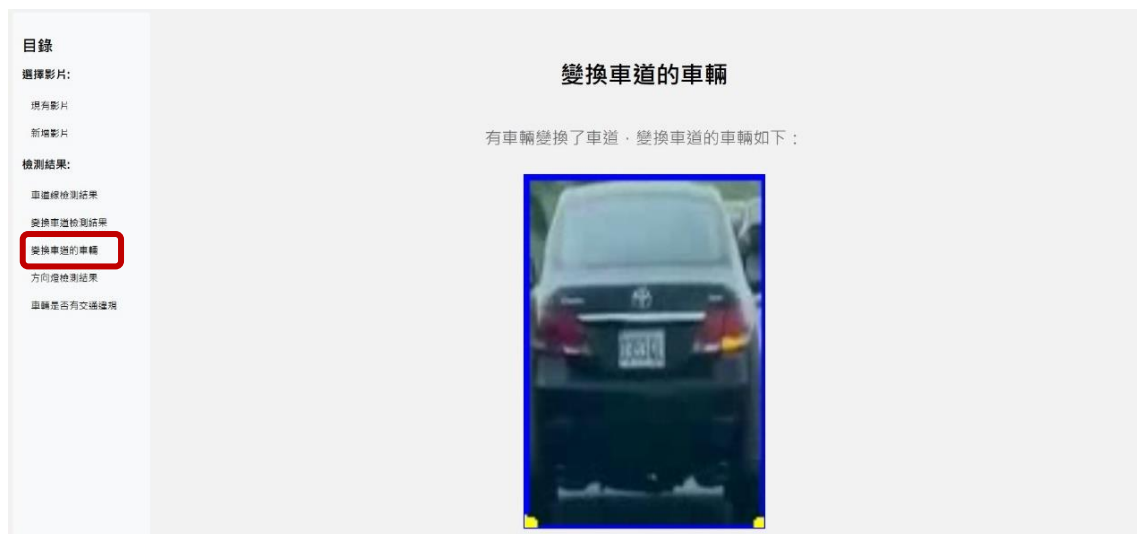 目錄
選擇影片:
現有影片
新增影片
檢測結果:
車道線檢測結果
變換車道檢測結果
變換車道的車輛
方向燈檢測結果
車輛是否有交通違規
變換車道的車輛
有車輛變換了車道，變換車道的車輛如下：